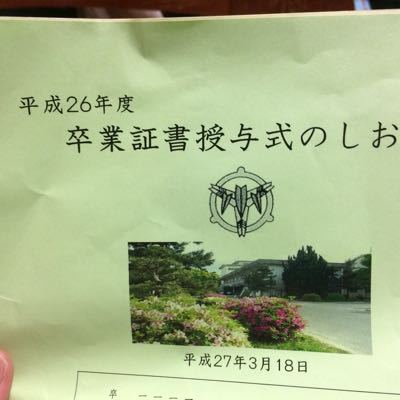 平成26年度
卒業証書授与式のしお
平成27年3月18日
卒